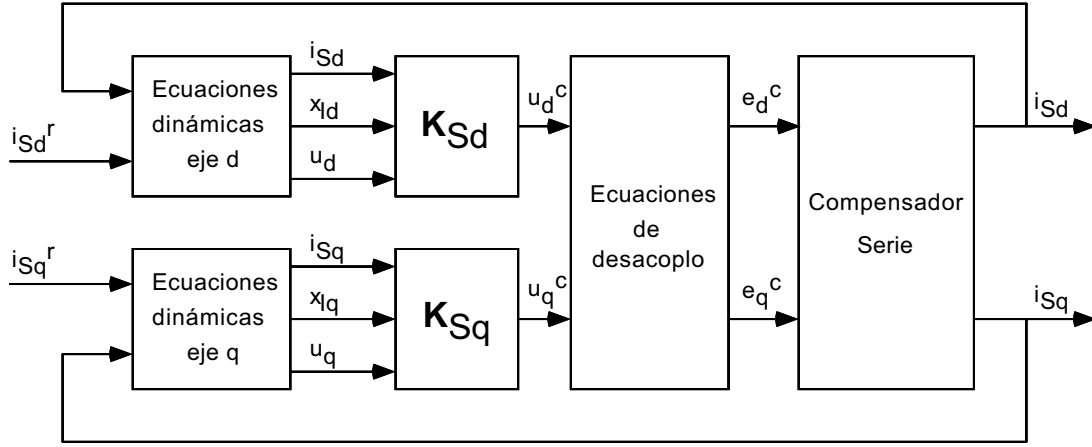 i_Sd^r
Ecuaciones
dinámicas
eje d
i_Sd
x_Id
u_d
K_Sd
u_d^c
Ecuaciones
de
desacoplo
e_d^c
Compensador
Serie
i_Sd
i_Sq^r
Ecuaciones
dinámicas
eje q
i_Sq
x_Iq
u_q
K_Sq
u_q^c
e_q^c
i_Sq